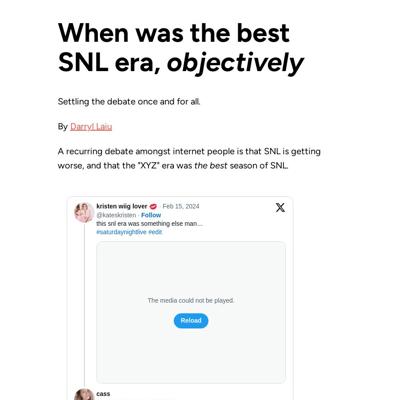 When was the best
SNL era, objectively
Settling the debate once and for all.
By Darryl Laiu
A recurring debate amongst internet people is that SNL is getting
worse, and that the "XYZ" era was the best season of SNL.
kristen wiig lover 💋 Feb 15, 2024
@kateskristen · Follow
this snl era was something else man…
#saturdaynightlive #edit
The media could not be played.
Reload
cass